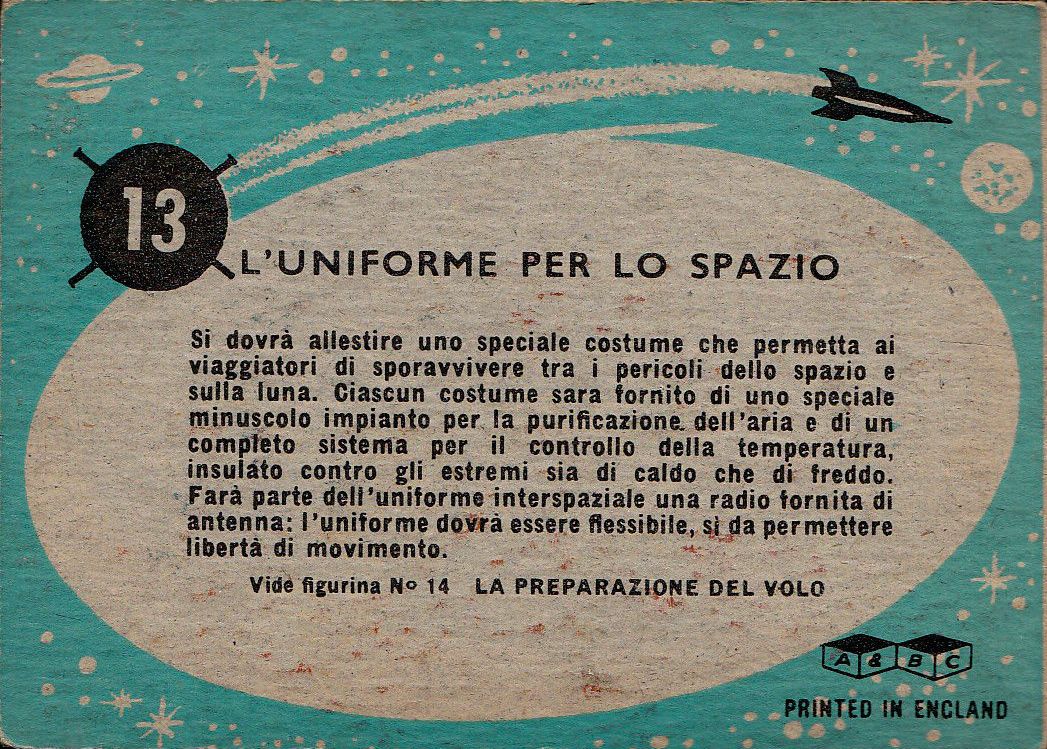 13
L'UNIFORME PER LO SPAZIO
Si dovrà allestire uno speciale costume che permetta ai
viaggiatori di sporavvivere tra i pericoli dello spazio e
sulla luna. Ciascun costume sara fornito di uno speciale
minuscolo impianto per la purificazione dell'aria e di un
completo sistema per il controllo della temperatura,
insulato contro gli estremi sia di caldo che di freddo.
Farà parte dell'uniforme interspaziale una radio fornita di
antenna: l'uniforme dovrà essere flessibile, sì da permettere
libertà di movimento.
Vide figurina No 14 LA PREPARAZIONE DEL VOLO
A & B C
PRINTED IN ENGLAND